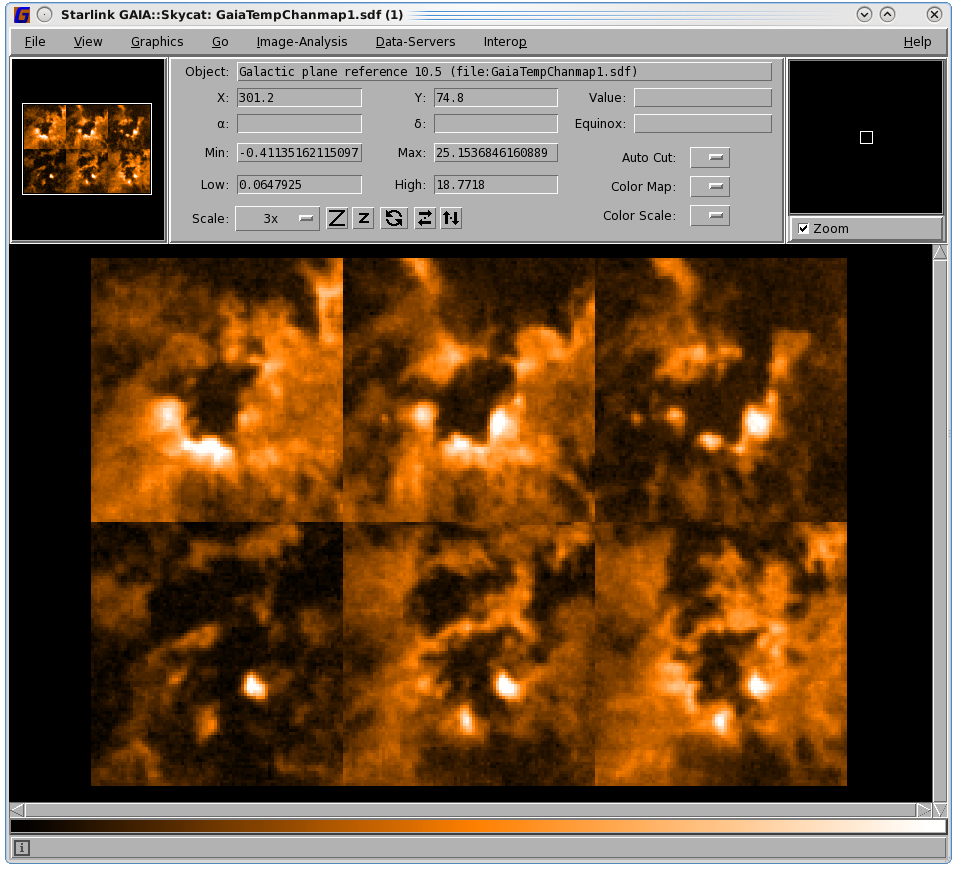 Starlink GAIA::Skycat: GaiaTempChanmap1.sdf (1)
File View Graphics Go Image-Analysis Data-Servers Interop Help
Object: Galactic plane reference 10.5 (file:GaiaTempChanmap1.sdf)
X: 301.2 Y: 74.8 Value:
α: δ: Equinox:
Min: -0.41135162115097 Max: 25.1536846160889 Auto Cut:
Low: 0.0647925 High: 18.7718 Color Map:
Scale: 3x Z z Color Scale:
Zoom